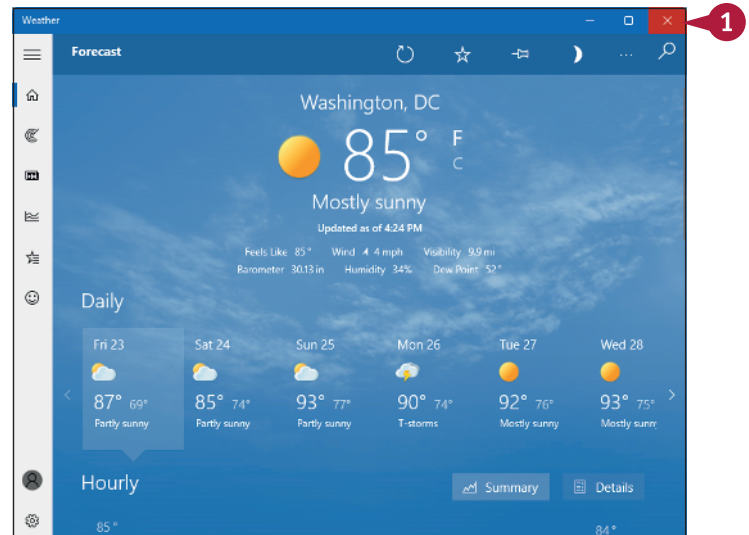 Weather
1
Forecast
Washington, DC
85° F
C
Mostly sunny
Updated as of 4:24 PM
Feels Like 85° Wind 4 mph Visibility 9.9 mi
Barometer 30.13 in Humidity 34% Dew Point 52°
Daily
Fri 23 Sat 24 Sun 25 Mon 26 Tue 27 Wed 28
87° 69° 85° 74° 93° 77° 90° 74° 92° 76° 93° 75°
Partly sunny Partly sunny Partly sunny T-storms Mostly sunny Mostly sunny
Hourly Summary Details
85° 84°